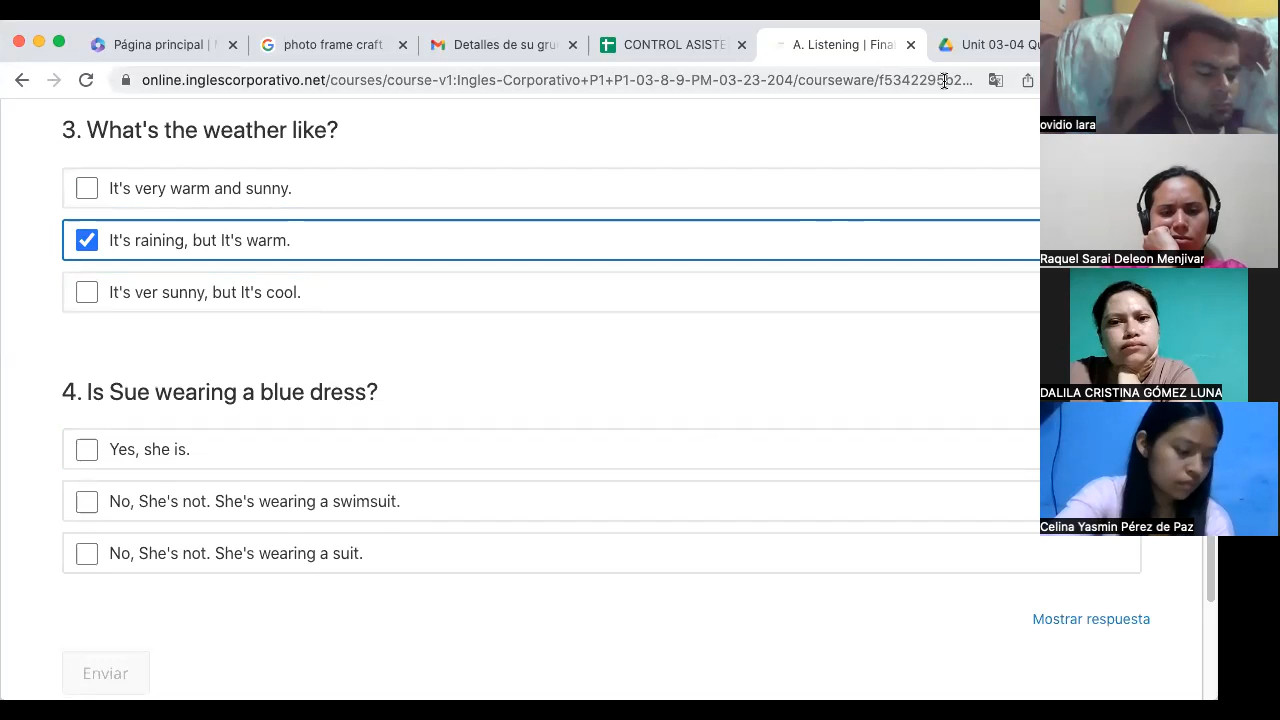 Página principal |
photo frame craft
Detalles de su gru
CONTROL ASISTE
A. Listening | Fina
Unit 03-04 Qu
online.inglescorporativo.net/courses/course-v1:Ingles-Corporativo+P1+P1-03-8-9-PM-03-23-204/courseware/f5342295b2...
3. What's the weather like?
It's very warm and sunny.
It's raining, but It's warm.
It's ver sunny, but It's cool.
4. Is Sue wearing a blue dress?
Yes, she is.
No, She's not. She's wearing a swimsuit.
No, She's not. She's wearing a suit.
Mostrar respuesta
Enviar
ovidio lara
Raquel Sarai Deleon Menjivar
DALILA CRISTINA GÓMEZ LUNA
Celina Yasmin Pérez de Paz